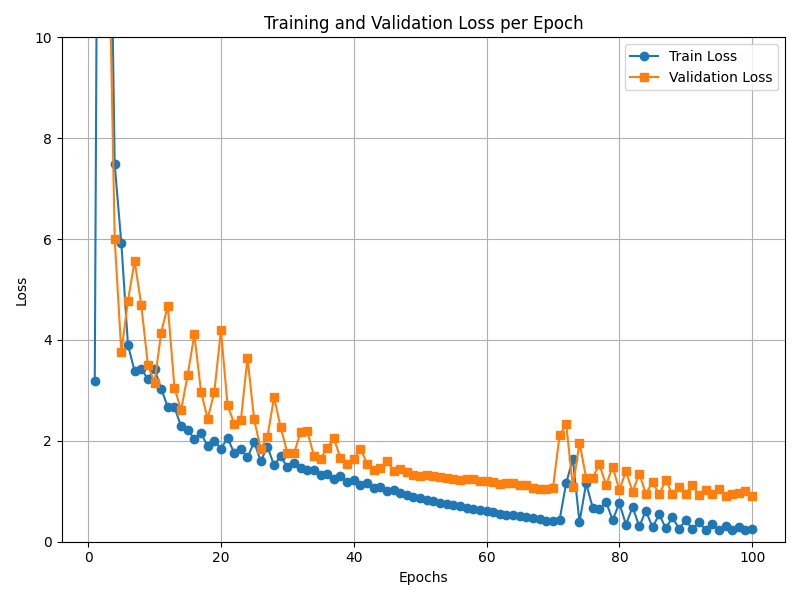 Training and Validation Loss per Epoch
Train Loss
Validation Loss
Loss
10
8
6
4
2
0
0 20 40 60 80 100
Epochs